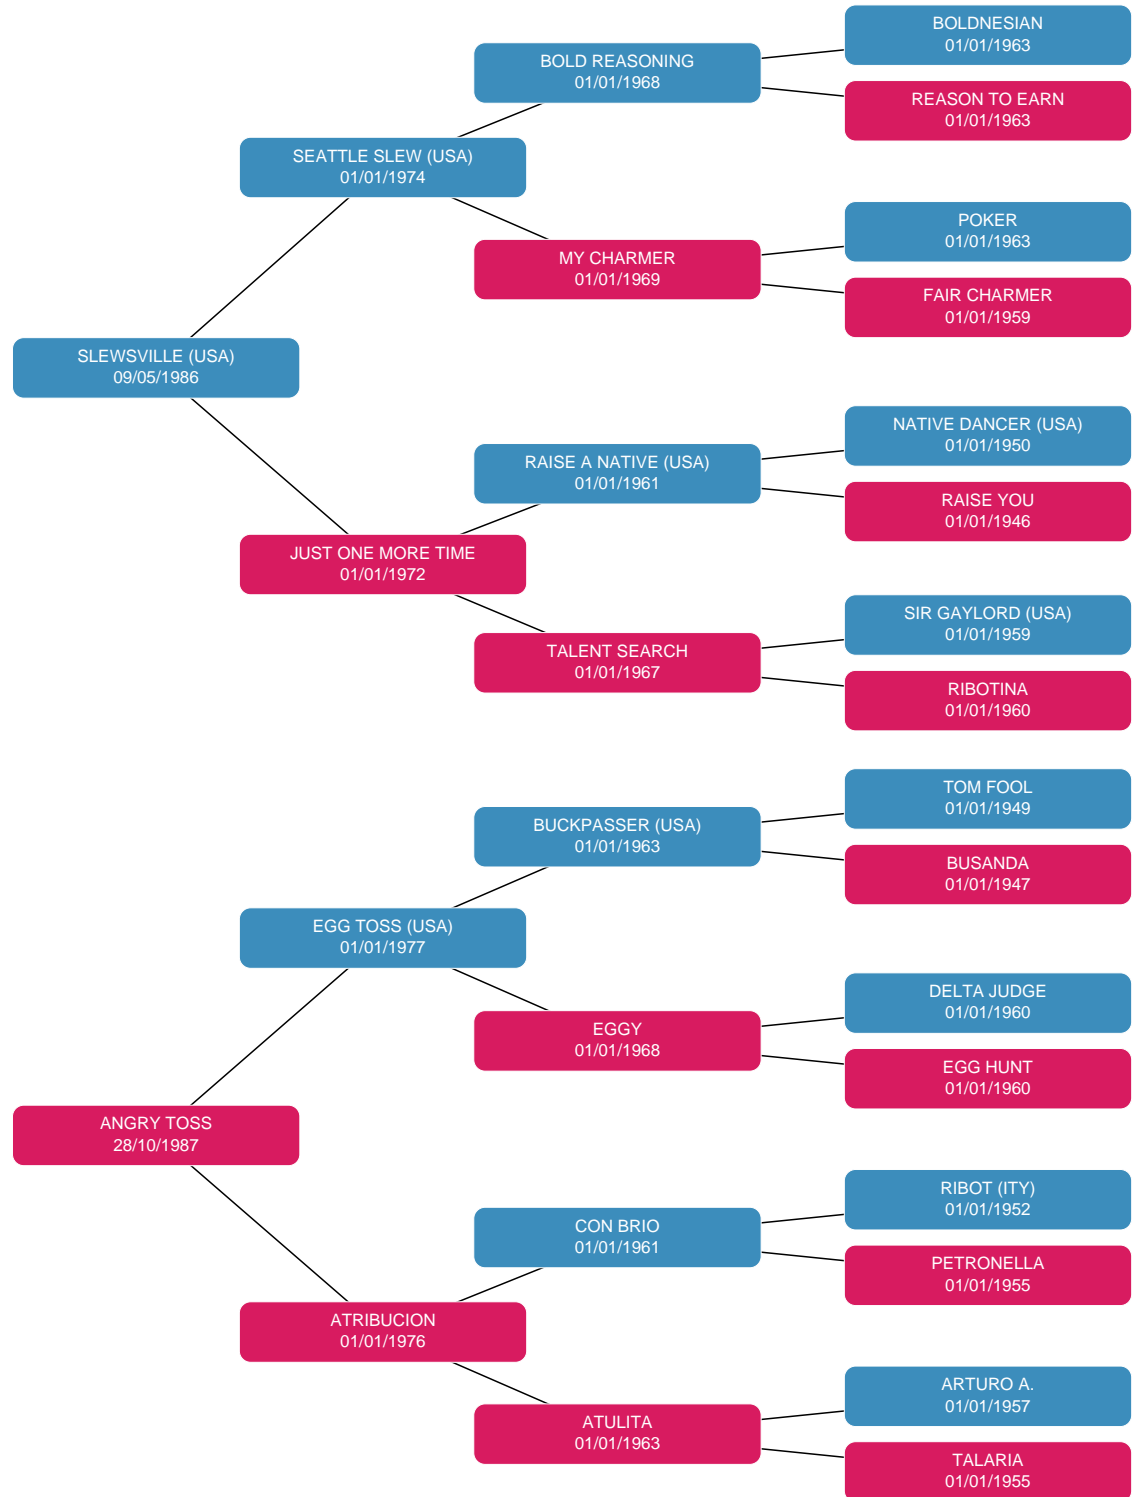 BOLDNESIAN
01/01/1963
BOLD REASONING
01/01/1968
REASON TO EARN
01/01/1963
SEATTLE SLEW (USA)
01/01/1974
POKER
01/01/1963
MY CHARMER
01/01/1969
FAIR CHARMER
01/01/1959
SLEWSVILLE (USA)
09/05/1986
NATIVE DANCER (USA)
01/01/1950
RAISE A NATIVE (USA)
01/01/1961
RAISE YOU
01/01/1946
JUST ONE MORE TIME
01/01/1972
SIR GAYLORD (USA)
01/01/1959
TALENT SEARCH
01/01/1967
RIBOTINA
01/01/1960
TOM FOOL
01/01/1949
BUCKPASSER (USA)
01/01/1963
BUSANDA
01/01/1947
EGG TOSS (USA)
01/01/1977
DELTA JUDGE
01/01/1960
EGGY
01/01/1968
EGG HUNT
01/01/1960
ANGRY TOSS
28/10/1987
RIBOT (ITY)
01/01/1952
CON BRIO
01/01/1961
PETRONELLA
01/01/1955
ATRIBUCION
01/01/1976
ARTURO A.
01/01/1957
ATULITA
01/01/1963
TALARIA
01/01/1955